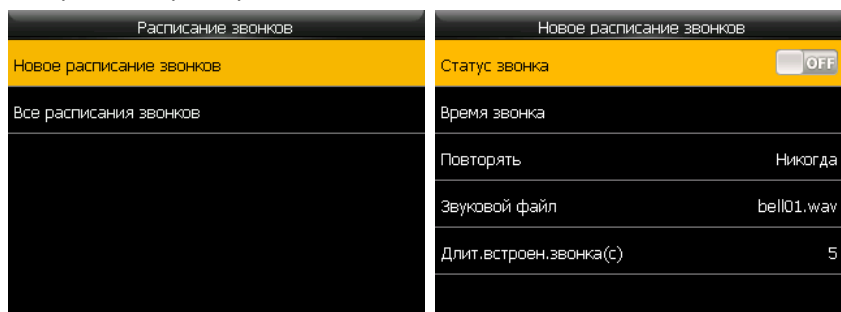 Расписание звонков
Новое расписание звонков
Все расписания звонков
Новое расписание звонков
Статус звонка OFF
Время звонка
Повторять Никогда
Звуковой файл bell01.wav
Длит.встроен.звонка(с) 5